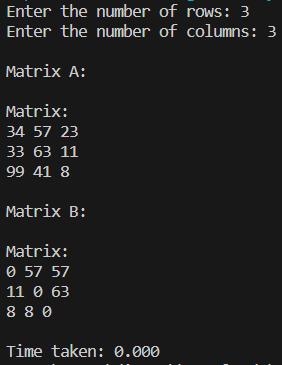 Enter the number of rows: 3
Enter the number of columns: 3
Matrix A:
Matrix:
34 57 23
33 63 11
99 41 8
Matrix B:
Matrix:
0 57 57
11 0 63
8 8 0
Time taken: 0.000